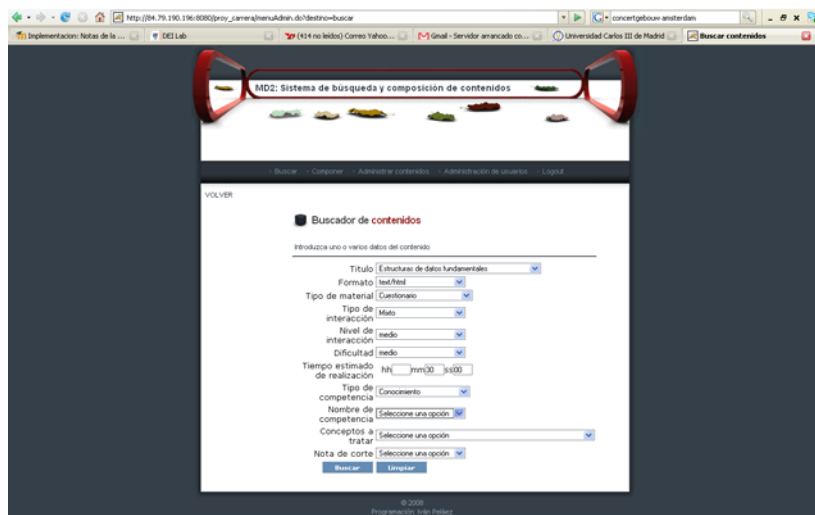 http://84.79.190.196:8080/proy_carrera/menuAdmin.do?destino=buscar
concertgebouw amsterdam
Implementacion: Notas de la ...
DEI Lab
(414 no leídos) Correo Yahoo...
Gmail - Servidor arrancado co...
Universidad Carlos III de Madrid
Buscar contenidos
MD2: Sistema de búsqueda y composición de contenidos
Buscar Componer Administrar contenidos Administración de usuarios Logout
VOLVER
Buscador de contenidos
Introduzca uno o varios datos del contenido
Titulo Estructuras de datos fundamentales
Formato text/html
Tipo de material Cuestionario
Tipo de
interacción Mixto
Nivel de
interacción medio
Dificultad medio
Tiempo estimado
de realización hh mm 30 ss 00
Tipo de
competencia Conocimiento
Nombre de
competencia Seleccione una opción
Conceptos a
tratar Seleccione una opción
Nota de corte Seleccione una opción
Buscar Limpiar
© 2008
Programación: Iván Peláez